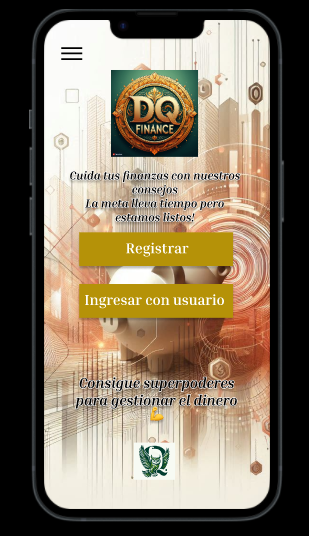 DQ
FINANCE
Cuida tus finanzas con nuestros
consejos
La meta lleva tiempo pero
estamos listos!
Registrar
Ingresar con usuario
Consigue superpoderes
para gestionar el dinero
💪